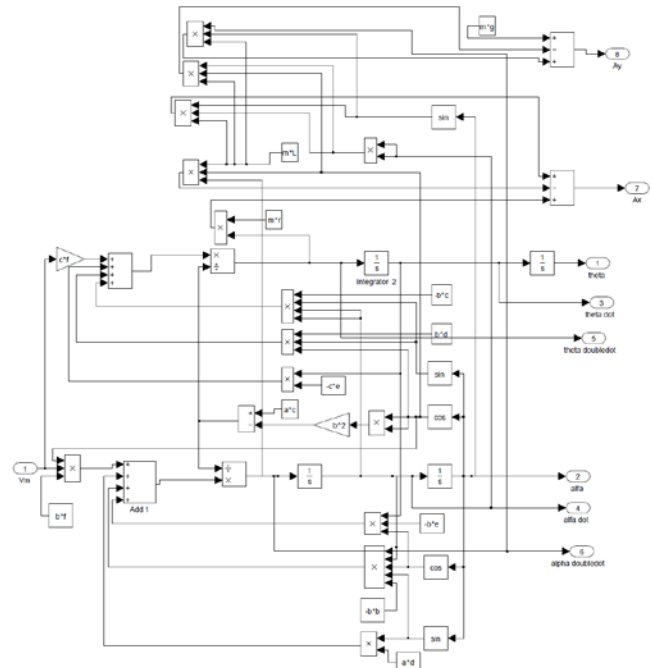 m*g
×
+
-
+
8
Ay
×
×
sin
m*L
×
×
+
-
+
7
Ax
m*r
×
c*f
+
+
+
+
×
÷
1
s
Integrator 2
1
s
1
theta
-b*c
×
3
theta dot
b*d
×
5
theta doubledot
×
-c*e
sin
a*c
+
-
b^2
×
cos
1
Vm
×
+
+
+
+
Add 1
÷
×
1
s
1
s
2
alfa
b*f
4
alfa dot
×
-b*e
6
alpha doubledot
×
cos
-b*b
×
sin
a*d